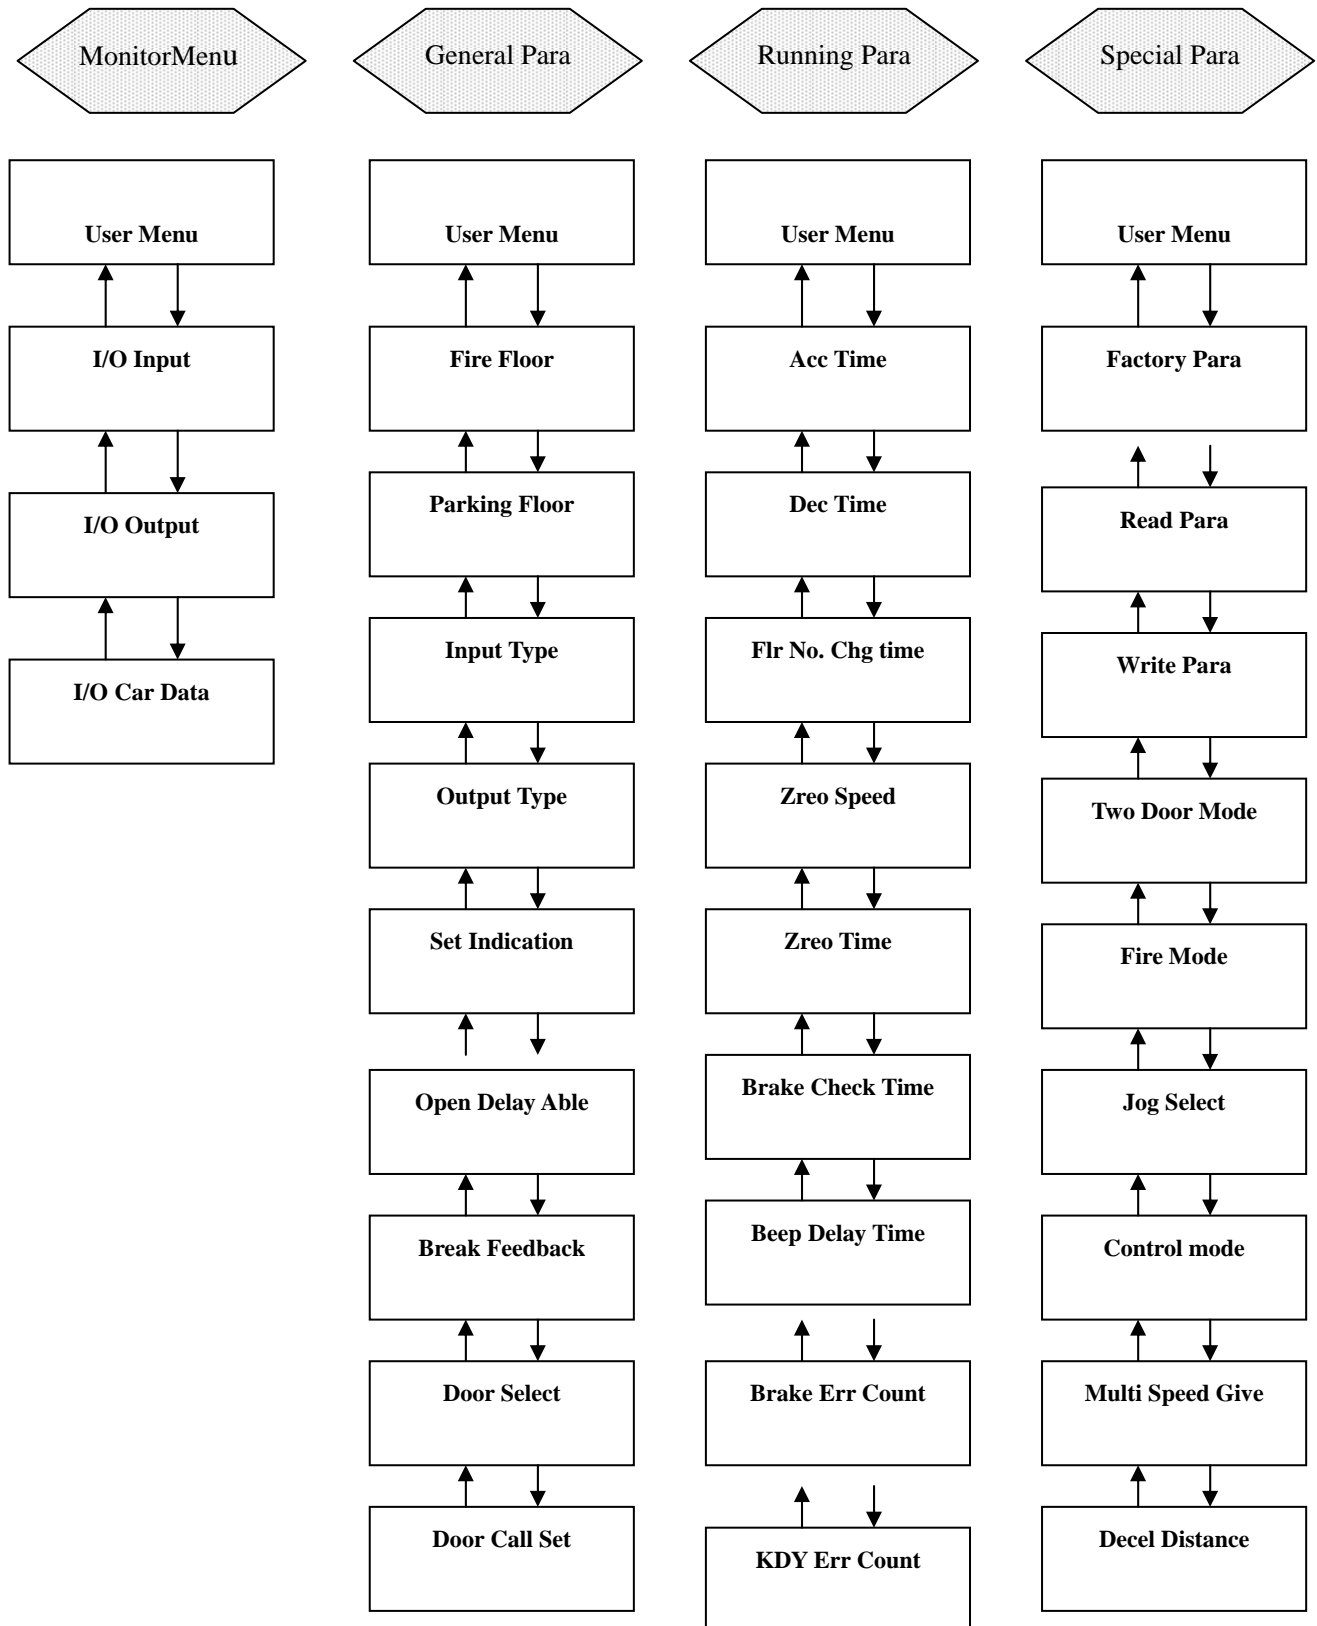 MonitorMenu
General Para
Running Para
Special Para
User Menu
I/O Input
I/O Output
I/O Car Data
User Menu
Fire Floor
Parking Floor
Input Type
Output Type
Set Indication
Open Delay Able
Break Feedback
Door Select
Door Call Set
User Menu
Acc Time
Dec Time
Flr No. Chg time
Zreo Speed
Zreo Time
Brake Check Time
Beep Delay Time
Brake Err Count
KDY Err Count
User Menu
Factory Para
Read Para
Write Para
Two Door Mode
Fire Mode
Jog Select
Control mode
Multi Speed Give
Decel Distance